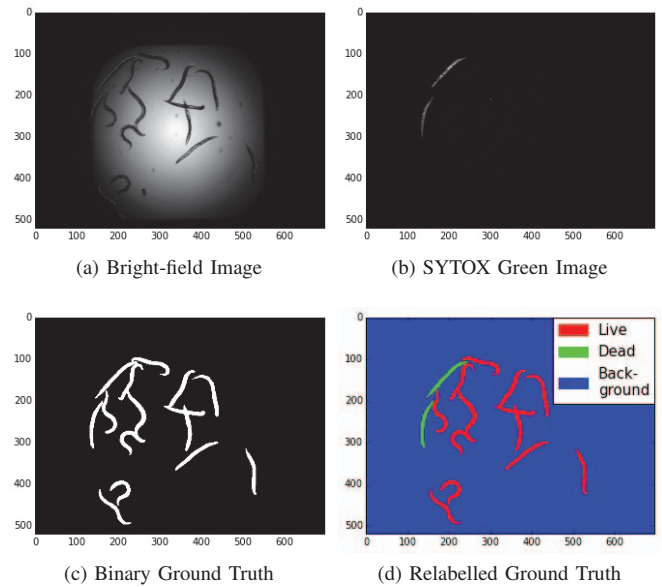 0
100
200
300
400
500
0 100 200 300 400 500 600
(a) Bright-field Image
0
100
200
300
400
500
0 100 200 300 400 500 600
(b) SYTOX Green Image
0
100
200
300
400
500
0 100 200 300 400 500 600
(c) Binary Ground Truth
0
100
200
300
400
500
0 100 200 300 400 500 600
Live
Dead
Back-
ground
(d) Relabelled Ground Truth